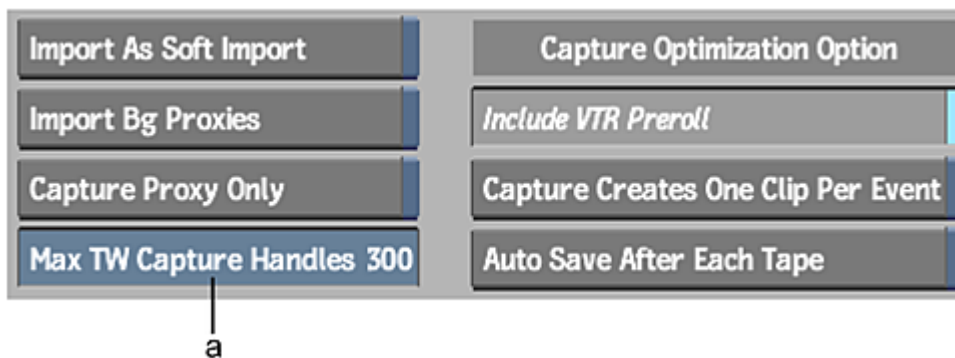 Import As Soft Import
Import Bg Proxies
Capture Proxy Only
Max TW Capture Handles 300
Capture Optimization Option
Include VTR Preroll
Capture Creates One Clip Per Event
Auto Save After Each Tape
a